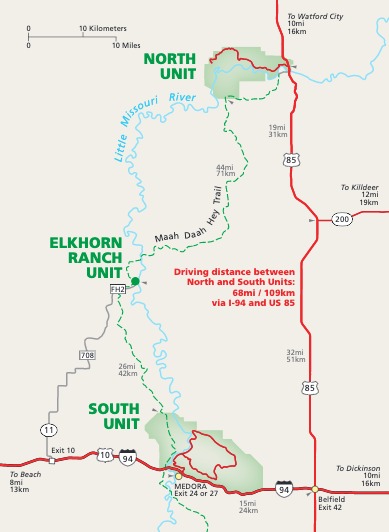 To Watford City
10mi
16km
0
10 Kilometers
0
10 Miles
NORTH
UNIT
Little Missouri River
19mi
31km
85
44mi
71km
To Killdeer
12mi
19km
200
Maah Daah Hey Trail
ELKHORN
RANCH
UNIT
FH2
Driving distance between
North and South Units:
68mi / 109km
via I-94 and US 85
708
32mi
51km
26mi
42km
85
SOUTH
UNIT
11
Exit 10
10
94
To Beach
8mi
13km
MEDORA
Exit 24 or 27
15mi
24km
94
To Dickinson
10mi
16km
Belfield
Exit 42